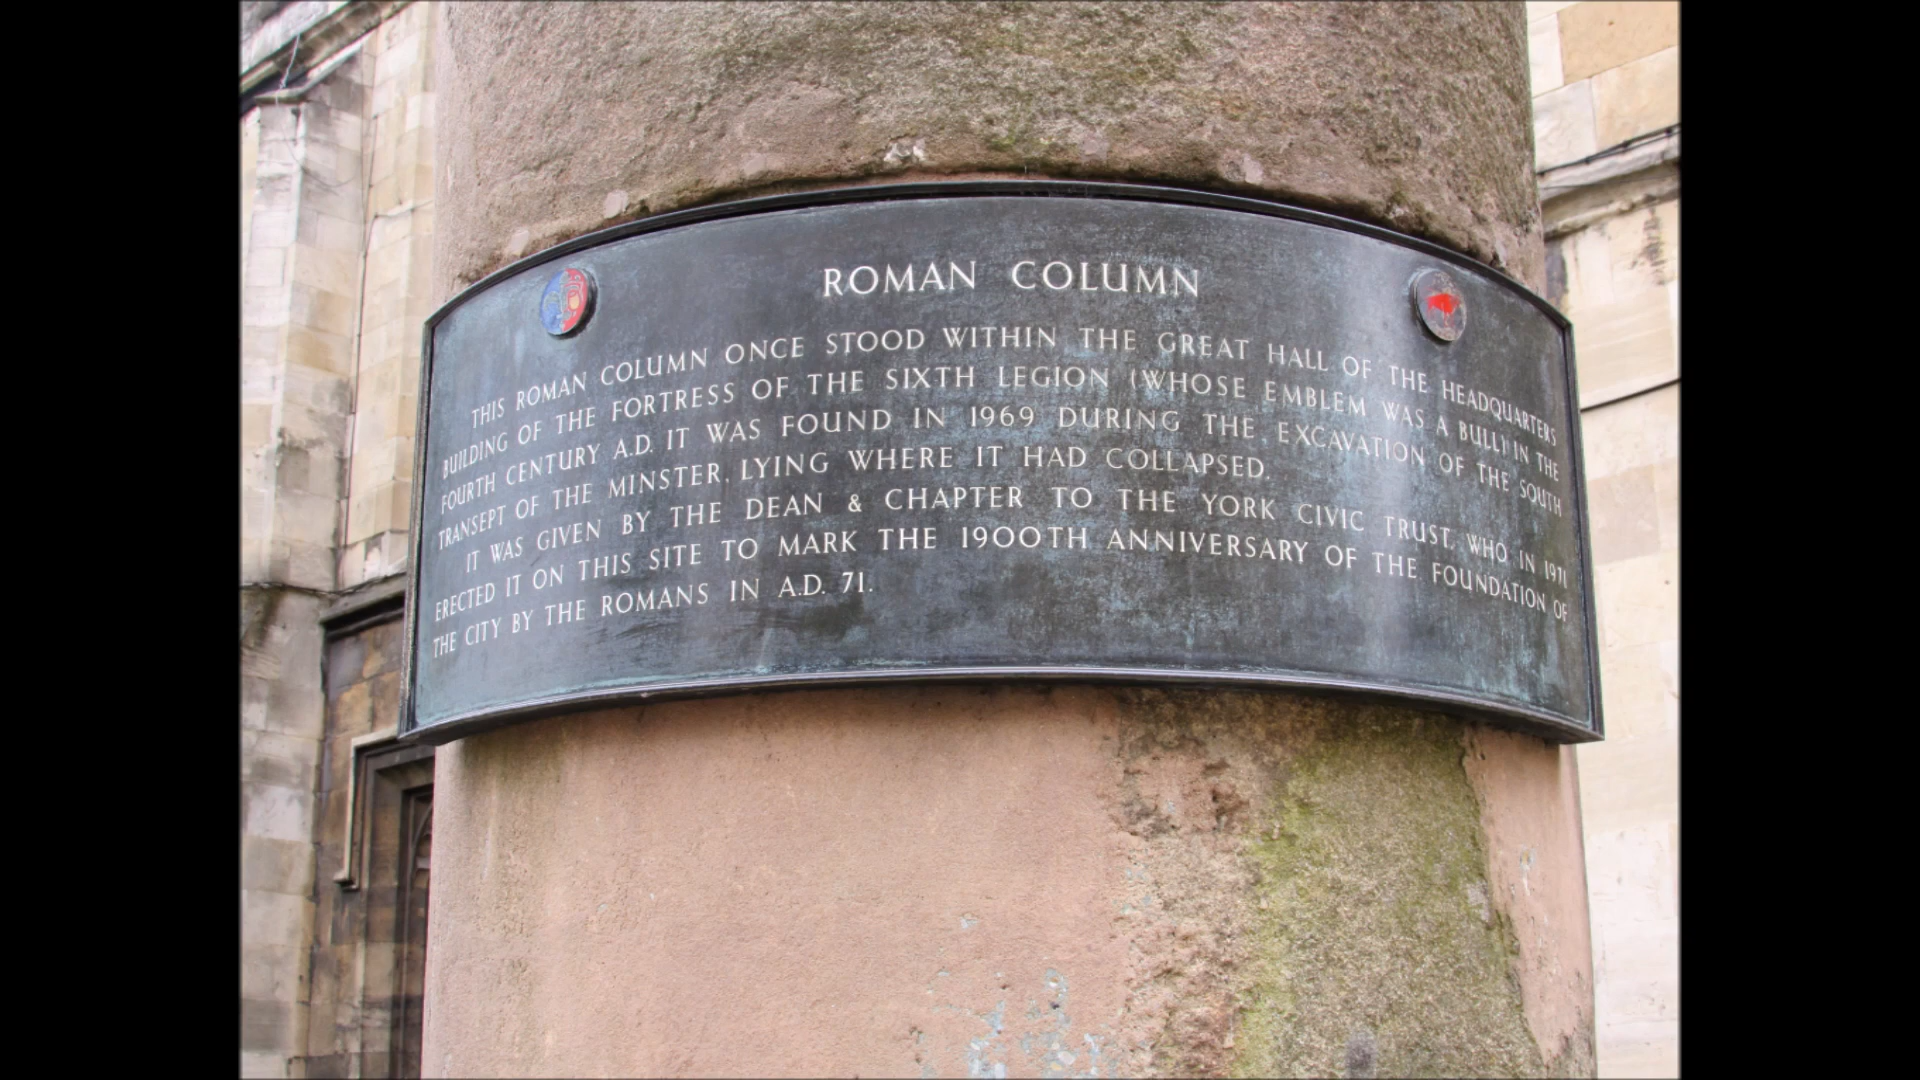 ROMAN COLUMN
THIS ROMAN COLUMN ONCE STOOD WITHIN THE GREAT HALL OF THE HEADQUARTERS
BUILDING OF THE FORTRESS OF THE SIXTH LEGION (WHOSE EMBLEM WAS A BULL) IN THE
FOURTH CENTURY A.D. IT WAS FOUND IN 1969 DURING THE EXCAVATION OF THE SOUTH
TRANSEPT OF THE MINSTER, LYING WHERE IT HAD COLLAPSED.
IT WAS GIVEN BY THE DEAN & CHAPTER TO THE YORK CIVIC TRUST, WHO IN 1971
ERECTED IT ON THIS SITE TO MARK THE 1900TH ANNIVERSARY OF THE FOUNDATION OF
THE CITY BY THE ROMANS IN A.D. 71.